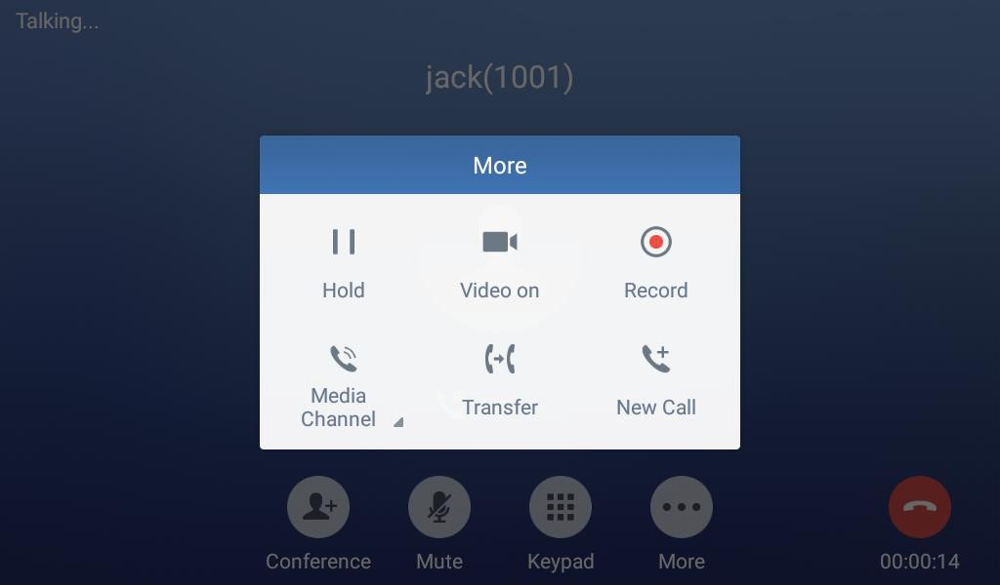 Talking...
jack(1001)
More
Hold
Video on
Record
Media
Channel
Transfer
New Call
Conference
Mute
Keypad
More
00:00:14